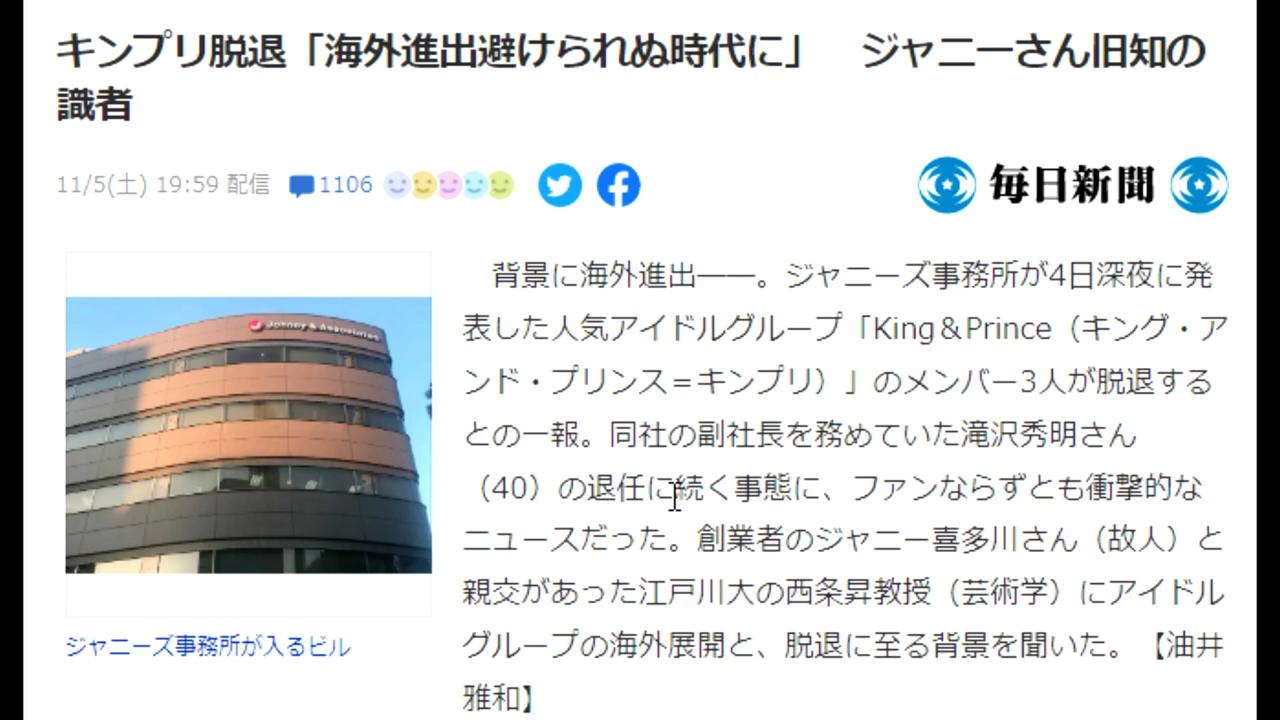 キンプリ脱退「海外進出避けられぬ時代に」　ジャニーさん旧知の
識者
11/5(土) 19:59 配信
1106
毎日新聞
背景に海外進出――。ジャニーズ事務所が4日深夜に発
表した人気アイドルグループ「King＆Prince（キング・ア
ンド・プリンス＝キンプリ）」のメンバー3人が脱退する
との一報。同社の副社長を務めていた滝沢秀明さん
（40）の退任に続く事態に、ファンならずとも衝撃的な
ニュースだった。創業者のジャニー喜多川さん（故人）と
親交があった江戸川大の西条昇教授（芸術学）にアイドル
グループの海外展開と、脱退に至る背景を聞いた。【油井
雅和】
Johnny & Associates
ジャニーズ事務所が入るビル